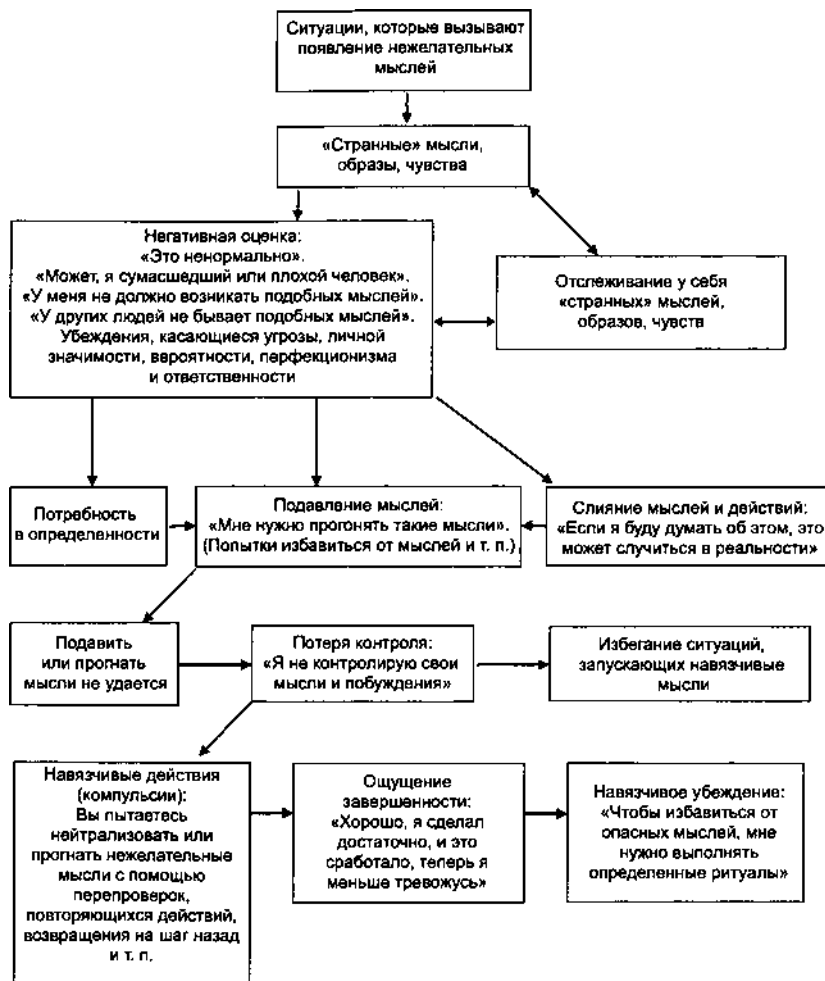 Ситуации, которые вызывают
появление нежелательных
мыслей
«Странные» мысли,
образы, чувства
Негативная оценка:
«Это ненормально».
«Может, я сумасшедший или плохой человек».
«У меня не должно возникать подобных мыслей».
«У других людей не бывает подобных мыслей».
Убеждения, касающиеся угрозы, личной
значимости, вероятности, перфекционизма
и ответственности
Отслеживание у себя
«странных» мыслей,
образов, чувств
Потребность
в определенности
Подавление мыслей:
«Мне нужно прогонять такие мысли».
(Попытки избавиться от мыслей и т. п.)
Слияние мыслей и действий:
«Если я буду думать об этом, это
может случиться в реальности»
Подавить
или прогнать
мысли не удается
Потеря контроля:
«Я не контролирую свои
мысли и побуждения»
Избегание ситуаций,
запускающих навязчивые
мысли
Навязчивые действия
(компульсии):
Вы пытаетесь
нейтрализовать или
прогнать нежелательные
мысли с помощью
перепроверок,
повторяющихся действий,
возвращения на шаг назад
и т. п.
Ощущение
завершенности:
«Хорошо, я сделал
достаточно, и это
сработало, теперь я
меньше тревожусь»
Навязчивое убеждение:
«Чтобы избавиться от
опасных мыслей, мне
нужно выполнять
определенные ритуалы»